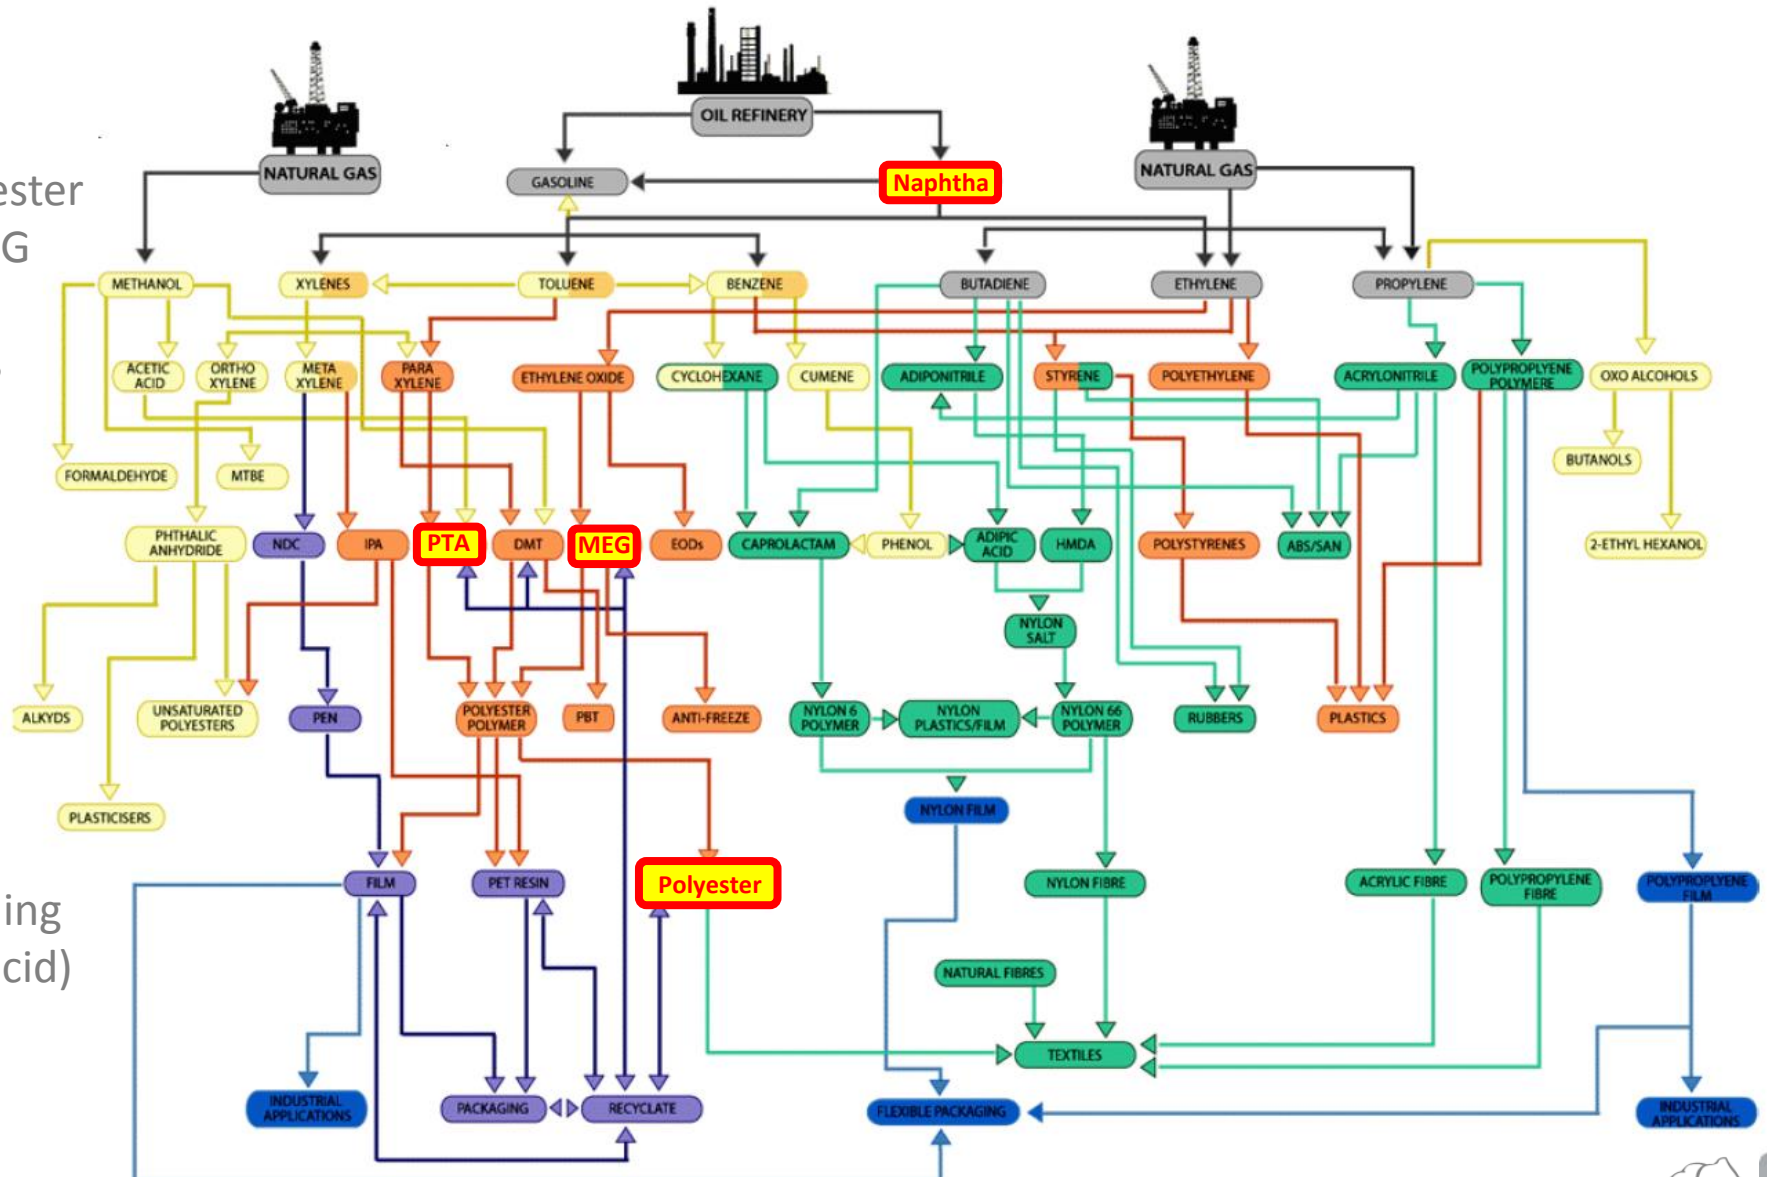 OIL REFINERY
NATURAL GAS
NATURAL GAS
GASOLINE
Naphtha
ester
G
METHANOL
XYLENES
TOLUENE
BENZENE
BUTADIENE
ETHYLENE
PROPYLENE
ACETIC
ACID
ORTHO
XYLENE
META
XYLENE
PARA
XYLENE
ETHYLENE OXIDE
CYCLOHEXANE
CUMENE
ADIPONITRILE
STYRENE
POLYETHYLENE
ACRYLONITRILE
POLYPROPLYENE
POLYMERE
OXO ALCOHOLS
FORMALDEHYDE
MTBE
BUTANOLS
PHTHALIC
ANHYDRIDE
NDC
IPA
PTA
DMT
MEG
EODs
CAPROLACTAM
PHENOL
ADIPIC
ACID
HMDA
POLYSTYRENES
ABS/SAN
2-ETHYL HEXANOL
NYLON
SALT
ALKYDS
UNSATURATED
POLYESTERS
PEN
POLYESTER
POLYMER
PBT
ANTI-FREEZE
NYLON 6
POLYMER
NYLON
PLASTICS/FILM
NYLON 66
POLYMER
RUBBERS
PLASTICS
PLASTICISERS
NYLON FILM
FILM
PET RESIN
Polyester
NYLON FIBRE
ACRYLIC FIBRE
POLYPROPYLENE
FIBRE
POLYPROPLYENE
FILM
ing
cid)
NATURAL FIBRES
TEXTILES
INDUSTRIAL
APPLICATIONS
PACKAGING
RECYCLATE
FLEXIBLE PACKAGING
INDUSTRIAL
APPLICATIONS